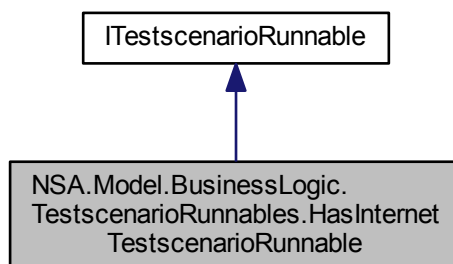 ITestscenarioRunnable
NSA.Model.BusinessLogic.
TestscenarioRunnables.HasInternet
TestscenarioRunnable